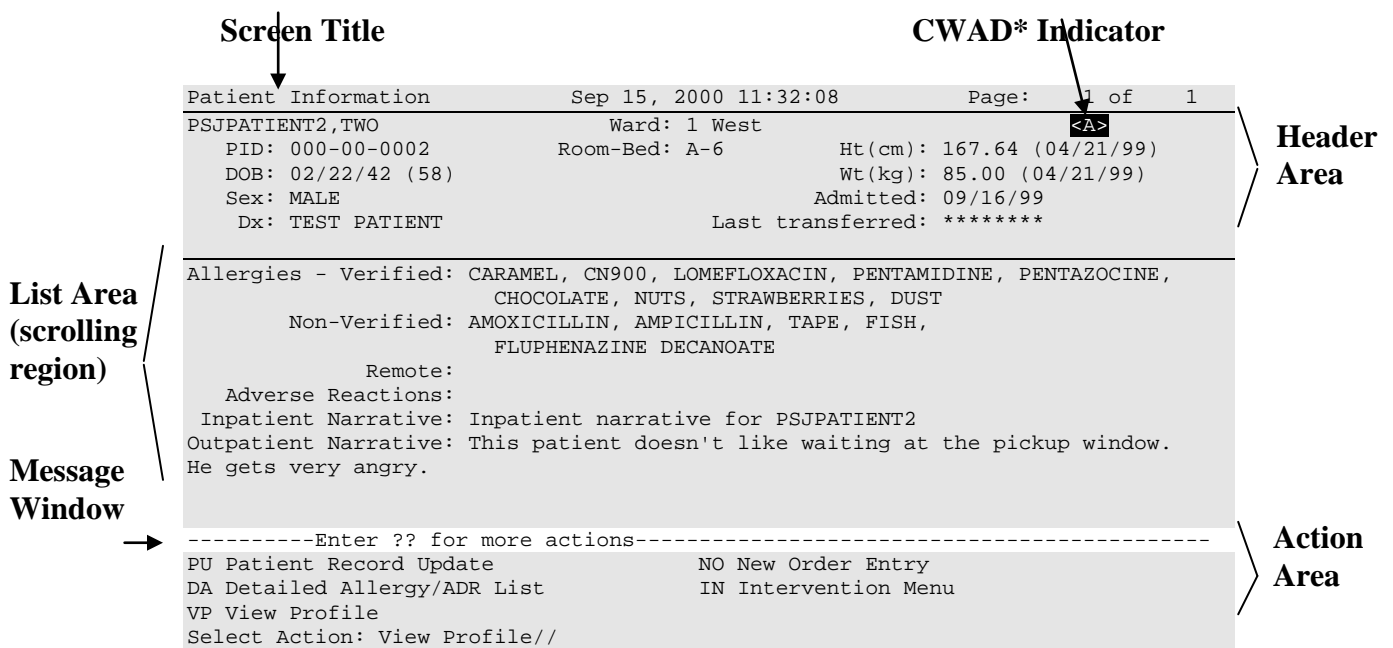 Screen Title CWAD* Indicator
Patient Information Sep 15, 2000 11:32:08 Page: 1 of 1
PSJPATIENT2,TWO Ward: 1 West <A>
PID: 000-00-0002 Room-Bed: A-6 Ht(cm): 167.64 (04/21/99)
DOB: 02/22/42 (58) Wt(kg): 85.00 (04/21/99)
Sex: MALE Admitted: 09/16/99
Dx: TEST PATIENT Last transferred: ********
Header
Area
Allergies - Verified: CARAMEL, CN900, LOMEFLOXACIN, PENTAMIDINE, PENTAZOCINE,
CHOCOLATE, NUTS, STRAWBERRIES, DUST
Non-Verified: AMOXICILLIN, AMPICILLIN, TAPE, FISH,
FLUPHENAZINE DECANOATE
Remote:
Adverse Reactions:
Inpatient Narrative: Inpatient narrative for PSJPATIENT2
Outpatient Narrative: This patient doesn't like waiting at the pickup window.
He gets very angry.
List Area
(scrolling
region)
Message
Window
----------Enter ?? for more actions---------------------------------------------
PU Patient Record Update NO New Order Entry
DA Detailed Allergy/ADR List IN Intervention Menu
VP View Profile
Select Action: View Profile//
Action
Area